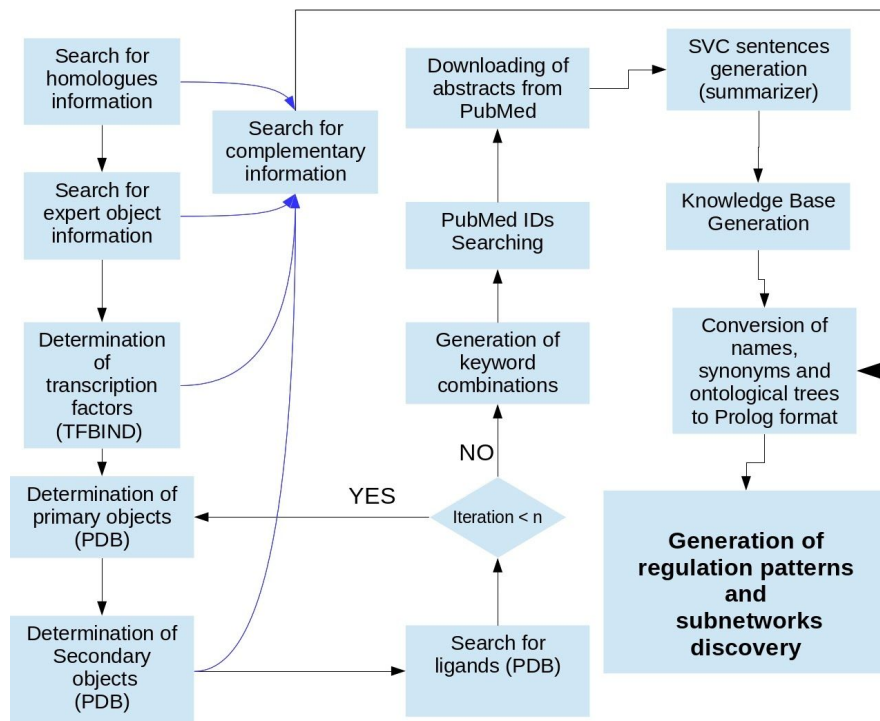 Search for
homologues
information
Search for
expert object
information
Determination
of
transcription
factors
(TFBIND)
Determination of
primary objects
(PDB)
Determination of
Secondary
objects
(PDB)
Search for
complementary
information
Search for
ligands (PDB)
Iteration < n
YES
NO
Generation of
keyword
combinations
PubMed IDs
Searching
Downloading of
abstracts from
PubMed
SVC sentences
generation
(summarizer)
Knowledge Base
Generation
Conversion of
names,
synonyms and
ontological trees
to Prolog format
Generation of
regulation patterns
and
subnetworks
discovery